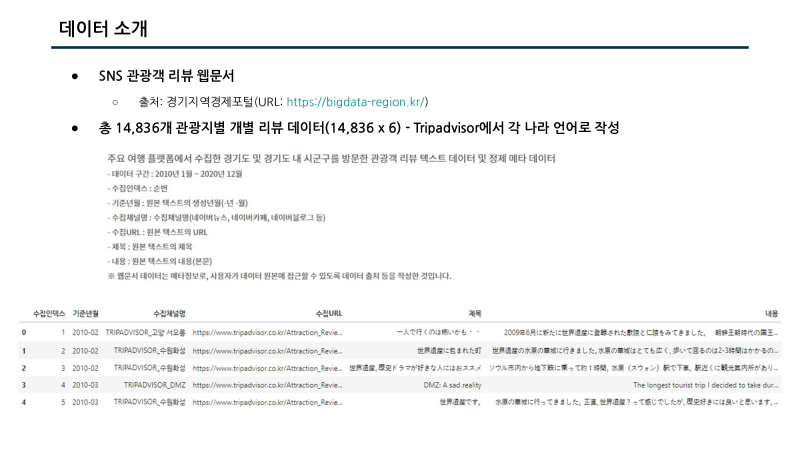 데이터 소개
● SNS 관광객 리뷰 웹문서
○ 출처: 경기지역경제포털(URL: https://bigdata-region.kr/)
● 총 14,836개 관광지별 개별 리뷰 데이터(14,836 x 6) - Tripadvisor에서 각 나라 언어로 작성
주요 여행 플랫폼에서 수집한 경기도 및 경기도 내 시군구를 방문한 관광객 리뷰 텍스트 데이터 및 정제 메타 데이터
- 데이터 구간 : 2010년 1월 ~ 2020년 12월
- 수집인덱스 : 순번
- 기준년월 : 원본 텍스트의 생성년월(-년 -월)
- 수집채널명 : 수집채널명(네이버뉴스, 네이버카페, 네이버블로그 등)
- 수집URL : 원본 텍스트의 URL
- 제목 : 원본 텍스트의 제목
- 내용 : 원본 텍스트의 내용(본문)
※ 웹문서 데이터는 메타정보로, 사용자가 데이터 원본에 접근할 수 있도록 데이터 출처 등을 작성한 것입니다.
수집인덱스 기준년월 수집채널명 수집URL 제목 내용
0 1 2010-02 TRIPADVISOR_고양 서오릉 https://www.tripadvisor.co.kr/Attraction_Revie... 一人で行くのは怖いかも・・ 2009年6月に新たに世界遺産に登録された敬陵と仁陵をみてきました。 朝鮮王朝時代の国王...
1 2 2010-02 TRIPADVISOR_수원화성 https://www.tripadvisor.co.kr/Attraction_Revie... 世界遺産に包まれた町 世界遺産の水原の華城に行きました。水原の華城はとても広く、歩いて回るのは2-3時間はかかるの...
2 3 2010-02 TRIPADVISOR_수원화성 https://www.tripadvisor.co.kr/Attraction_Revie... 世界遺産, 歴史ドラマが好きな人にはおススメ ソウル市内から地下鉄に乗って約１時間, 水原（スウォン）駅で下車。駅近くに観光案内所があり...
3 4 2010-03 TRIPADVISOR_DMZ https://www.tripadvisor.co.kr/Attraction_Revie... DMZ: A sad reality The longest tourist trip I decided to take dur...
4 5 2010-03 TRIPADVISOR_수원화성 https://www.tripadvisor.co.kr/Attraction_Revie... 世界遺産です。 水原の華城に行ってきました。正直, 世界遺産？って感じでしたが, 歴史好きには良いと思います,...